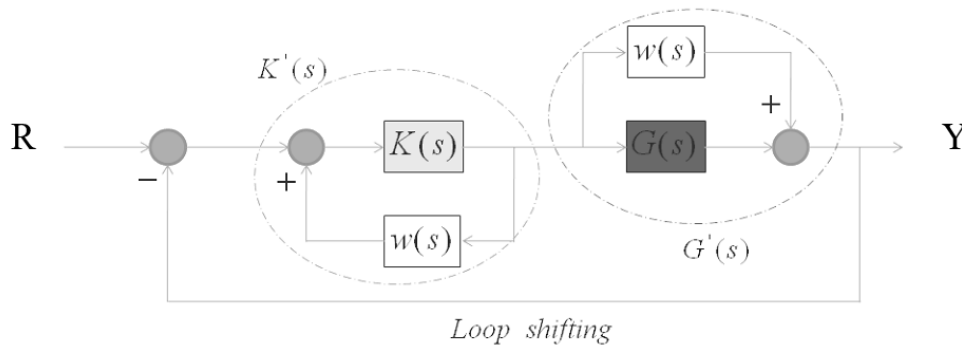 w(s)
K'(s)
+
R
K(s)
G(s)
Y
−
+
w(s)
G'(s)
Loop shifting